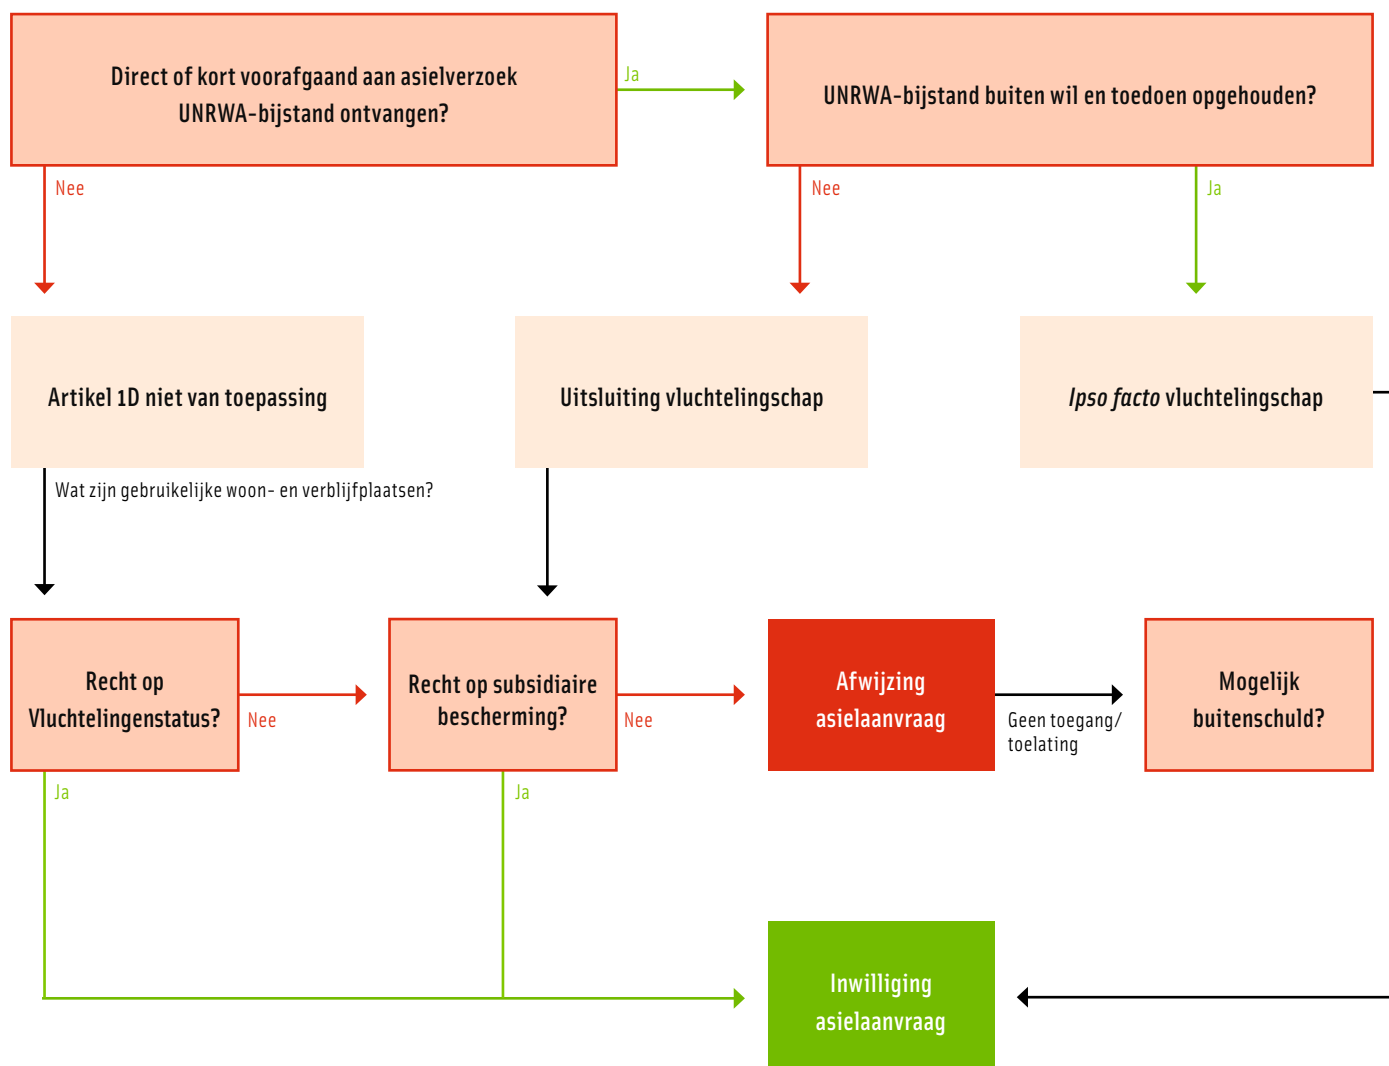 Direct of kort voorafgaand aan asielverzoek
UNRWA-bijstand ontvangen?
Ja
UNRWA-bijstand buiten wil en toedoen opgehouden?
Nee
Nee
Ja
Artikel 1D niet van toepassing
Uitsluiting vluchtelingschap
Ipso facto vluchtelingschap
Wat zijn gebruikelijke woon- en verblijfplaatsen?
Recht op
Vluchtelingenstatus?
Nee
Recht op subsidiaire
bescherming?
Nee
Afwijzing
asielaanvraag
Geen toegang/
toelating
Mogelijk
buitenschuld?
Ja
Ja
Inwilliging
asielaanvraag